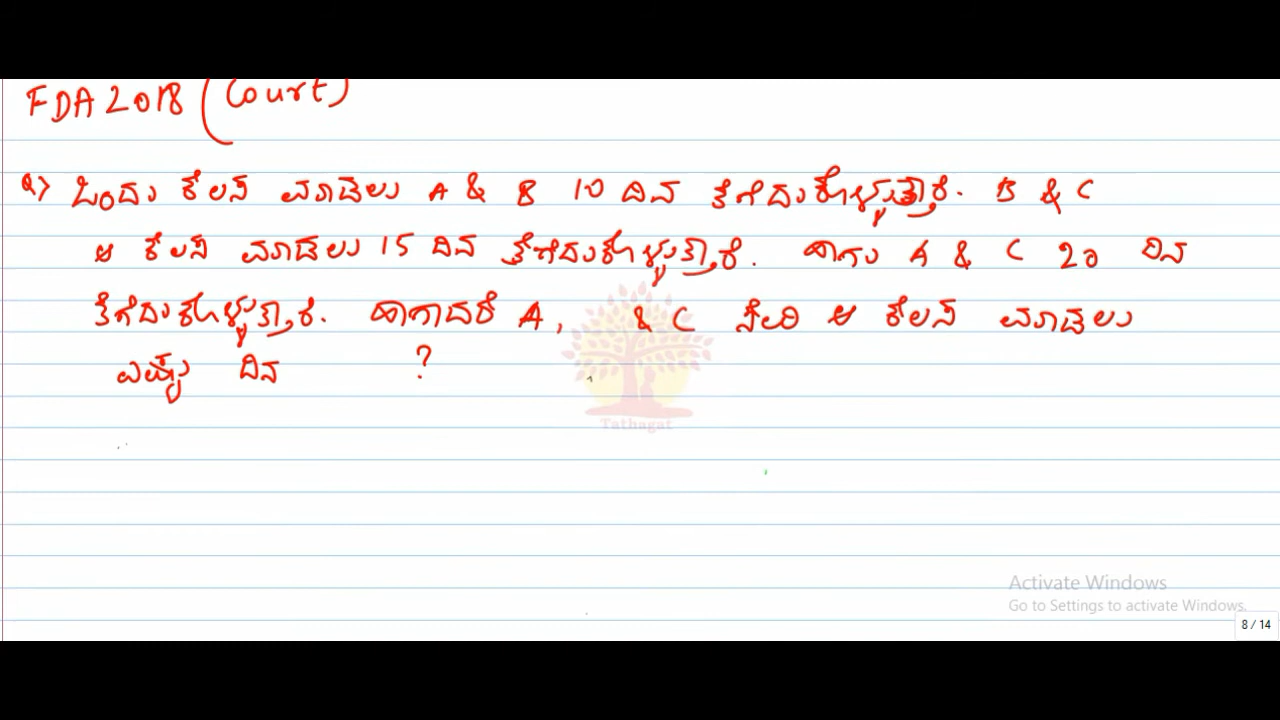 FDA 2018 (Court)
Q> ಒಂದು ಕೆಲಸ ಮಾಡಲು A & B 10 ದಿನ ತೆಗೆದುಕೊಳ್ಳುತ್ತಾರೆ. B & C
ಆ ಕೆಲಸ ಮಾಡಲು 15 ದಿನ ತೆಗೆದುಕೊಳ್ಳುತ್ತಾರೆ. ಹಾಗು A & C 20 ದಿನ
ತೆಗೆದುಕೊಳ್ಳುತ್ತಾರೆ. ಹಾಗಾದರೆ A, & C ಸೇರಿ ಆ ಕೆಲಸ ಮಾಡಲು
ಎಷ್ಟು ದಿನ ?
Tathagat
Activate Windows
Go to Settings to activate Windows.
8 / 14